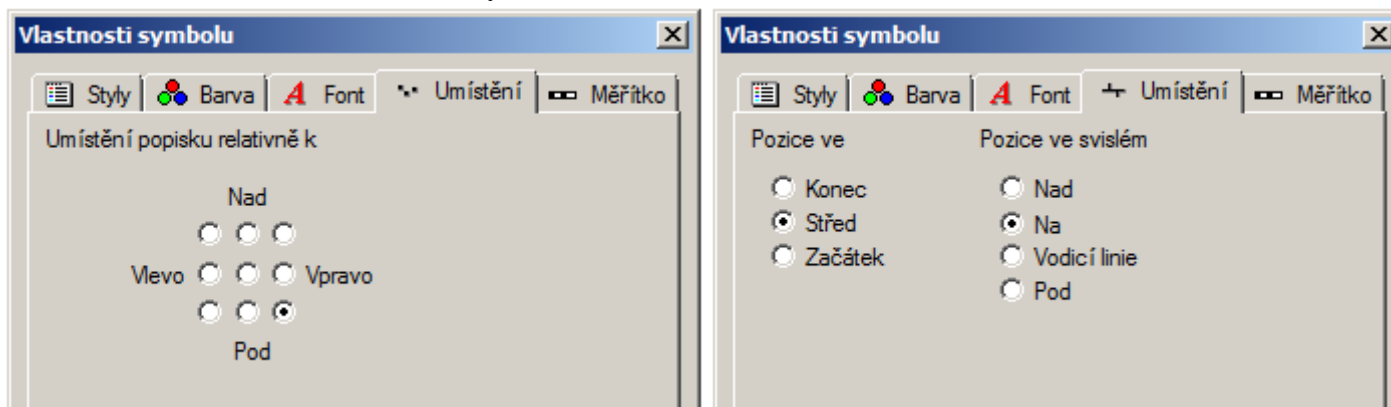 Vlastnosti symbolu
Styly Barva Font Umístění Měřítko
Umístění popisku relativně k
Nad
Vlevo Vpravo
Pod
Vlastnosti symbolu
Styly Barva Font Umístění Měřítko
Pozice ve Pozice ve svislém
Konec Nad
Střed Na
Začátek Vodicí linie
Pod